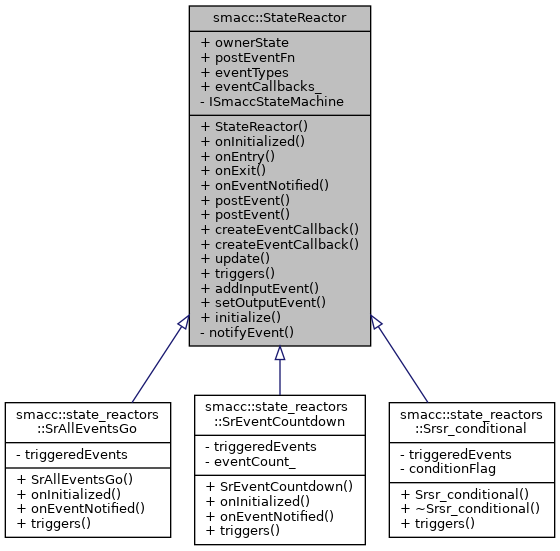 smacc::StateReactor
+ ownerState
+ postEventFn
+ eventTypes
+ eventCallbacks_
- ISmaccStateMachine
+ StateReactor()
+ onInitialized()
+ onEntry()
+ onExit()
+ onEventNotified()
+ postEvent()
+ postEvent()
+ createEventCallback()
+ createEventCallback()
+ update()
+ triggers()
+ addInputEvent()
+ setOutputEvent()
+ initialize()
- notifyEvent()
smacc::state_reactors
::SrAllEventsGo
- triggeredEvents
+ SrAllEventsGo()
+ onInitialized()
+ onEventNotified()
+ triggers()
smacc::state_reactors
::SrEventCountdown
- triggeredEvents
- eventCount_
+ SrEventCountdown()
+ onInitialized()
+ onEventNotified()
+ triggers()
smacc::state_reactors
::Srsr_conditional
- triggeredEvents
- conditionFlag
+ Srsr_conditional()
+ ~Srsr_conditional()
+ triggers()